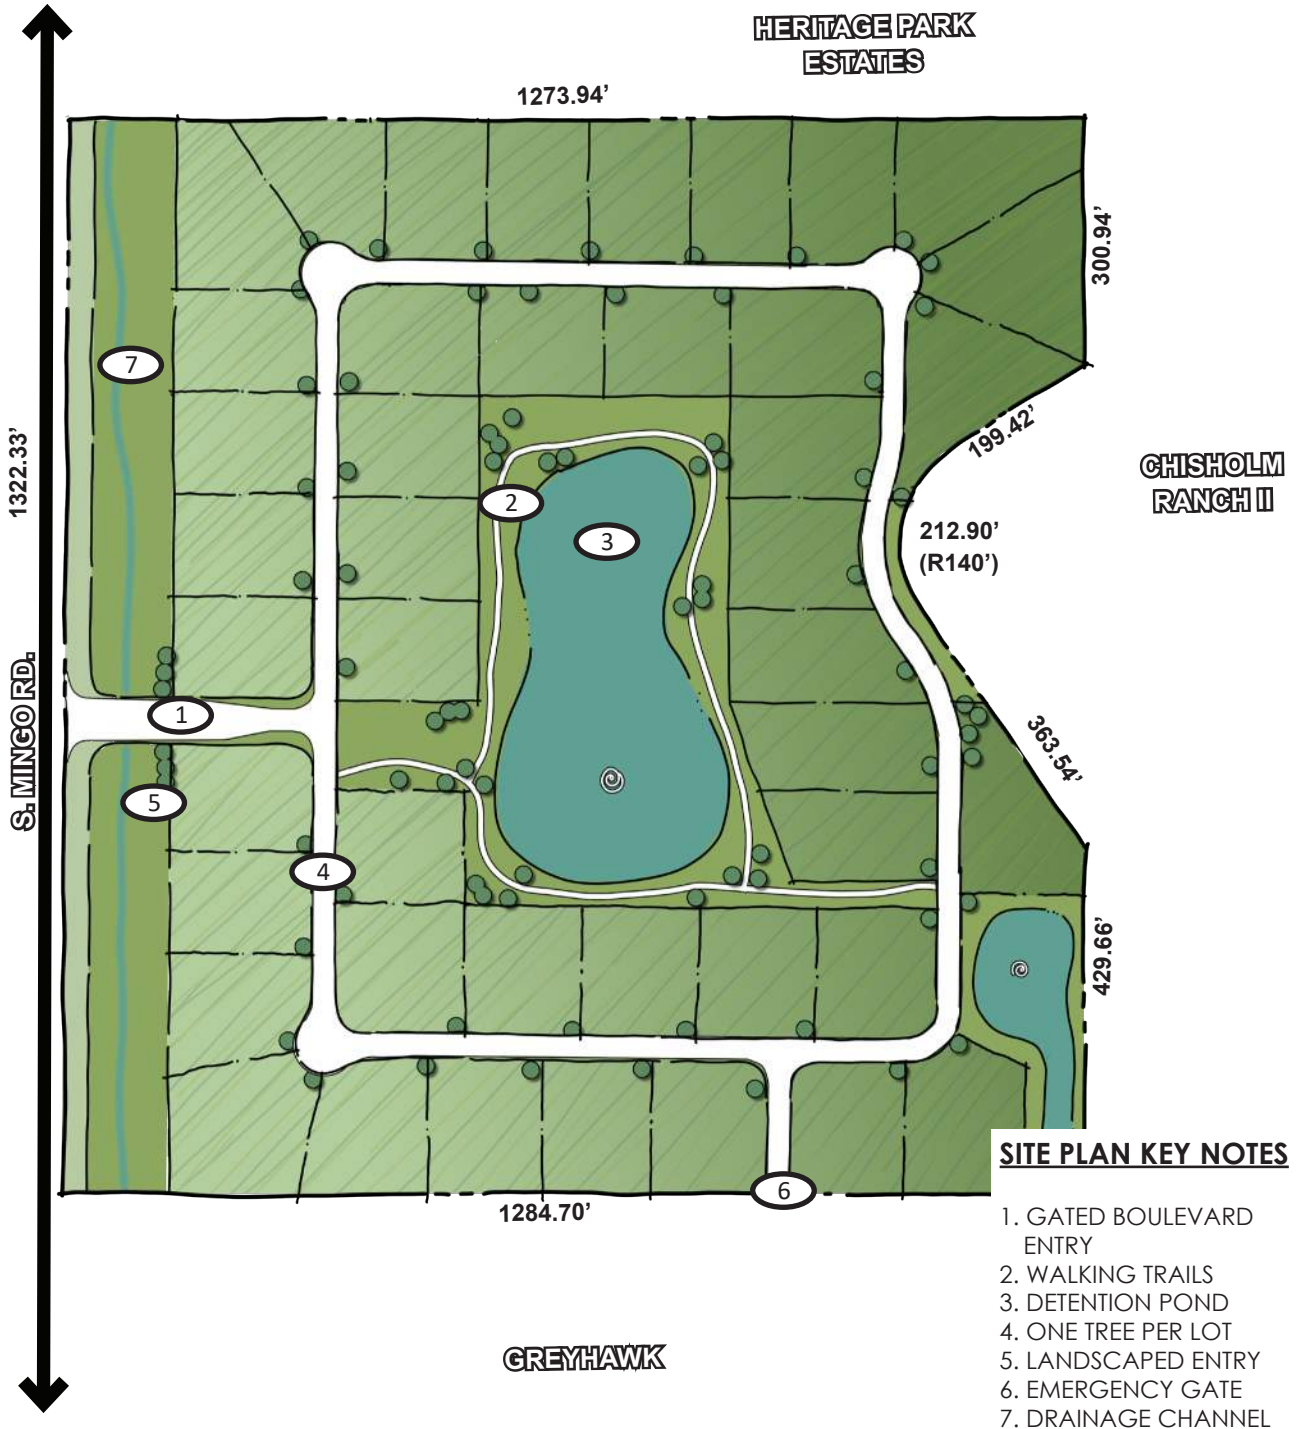 HERITAGE PARK
ESTATES
1273.94’
300.94’
199.42’
CHISHOLM
RANCH II
212.90’
(R140’)
363.54’
429.66’
1322.33’
S. MINGO RD.
7
2
3
1
5
4
6
1284.70’
GREYHAWK
SITE PLAN KEY NOTES
1. GATED BOULEVARD
ENTRY
2. WALKING TRAILS
3. DETENTION POND
4. ONE TREE PER LOT
5. LANDSCAPED ENTRY
6. EMERGENCY GATE
7. DRAINAGE CHANNEL